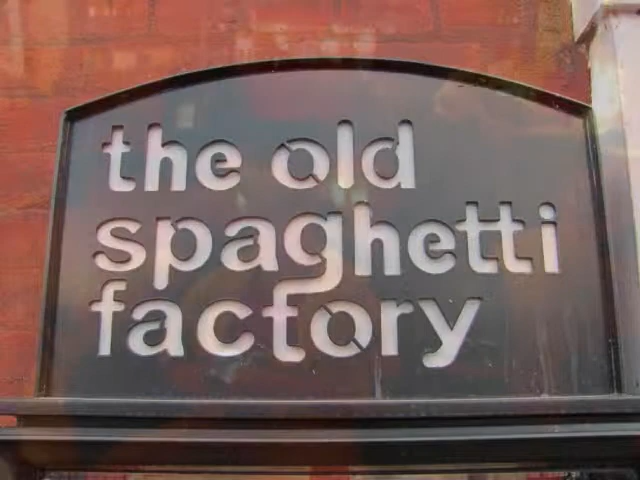 the old
spaghetti
factory